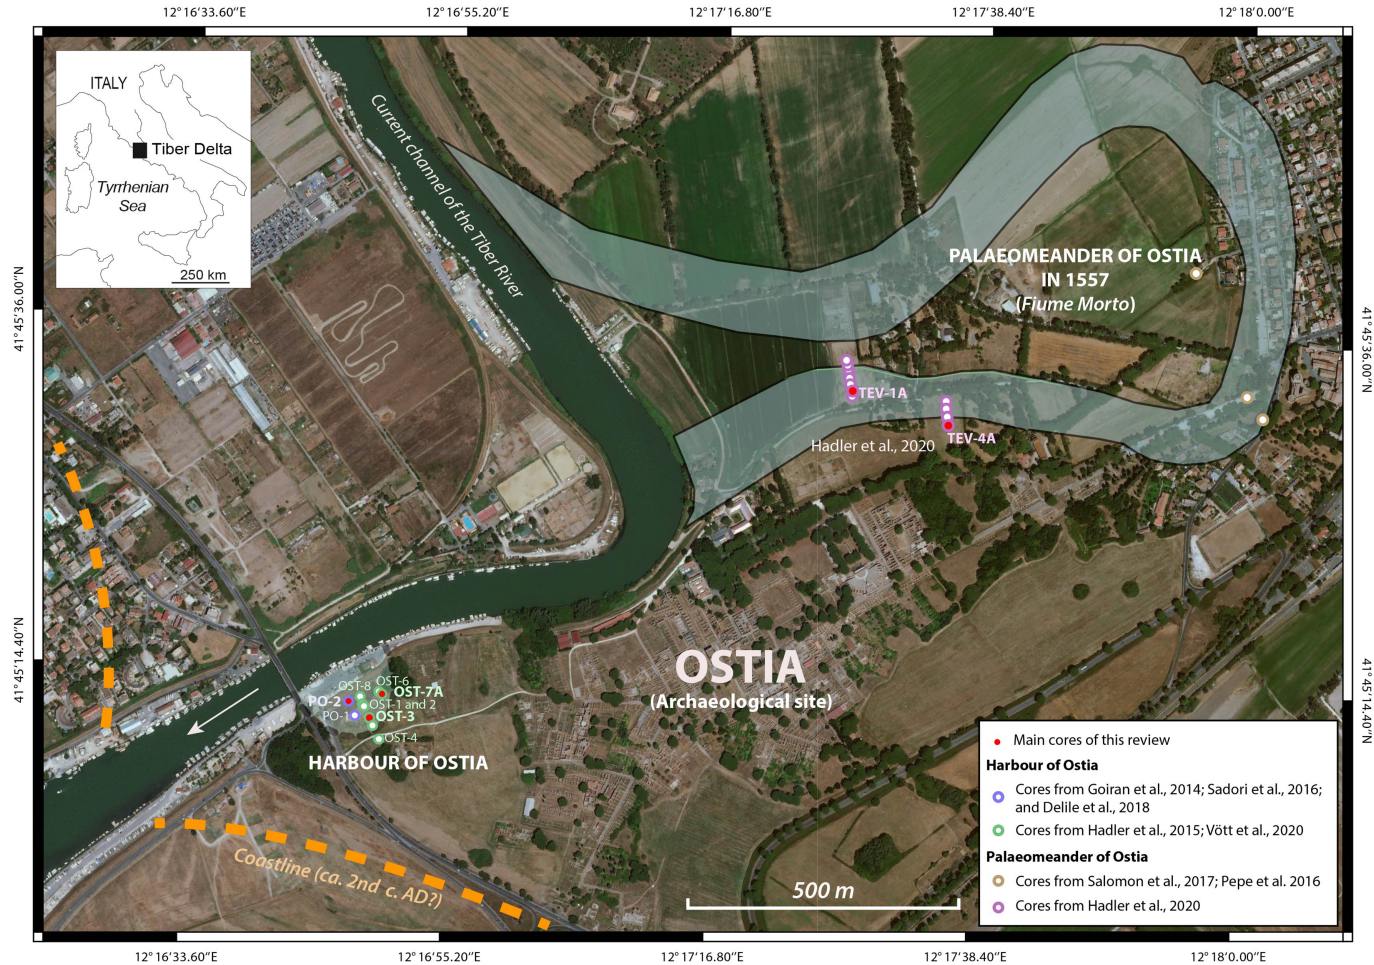 12°16'33.60"E
12°16'55.20"E
12°17'16.80"E
12°17'38.40"E
12°18'0.00"E
ITALY
Tiber Delta
Tyrrhenian
Sea
250 km
Current channel of the Tiber River
PALAEOMEANDER OF OSTIA
IN 1557
(Fiume Morto)
41°45'36.00"N
41°45'36.00"N
TEV-1A
TEV-4A
Hadler et al., 2020
OSTIA
(Archaeological site)
41°45'14.40"N
41°45'14.40"N
OST-6
OST-8
OST-7A
PO-2
OST-1 and 2
PO-1
OST-3
OST-4
HARBOUR OF OSTIA
Coastline (ca. 2nd c. AD?)
500 m
Main cores of this review
Harbour of Ostia
Cores from Goiran et al., 2014; Sadori et al., 2016;
and Delile et al., 2018
Cores from Hadler et al., 2015; Vött et al., 2020
Palaeomeander of Ostia
Cores from Salomon et al., 2017; Pepe et al. 2016
Cores from Hadler et al., 2020
12°16'33.60"E
12°16'55.20"E
12°17'16.80"E
12°17'38.40"E
12°18'0.00"E